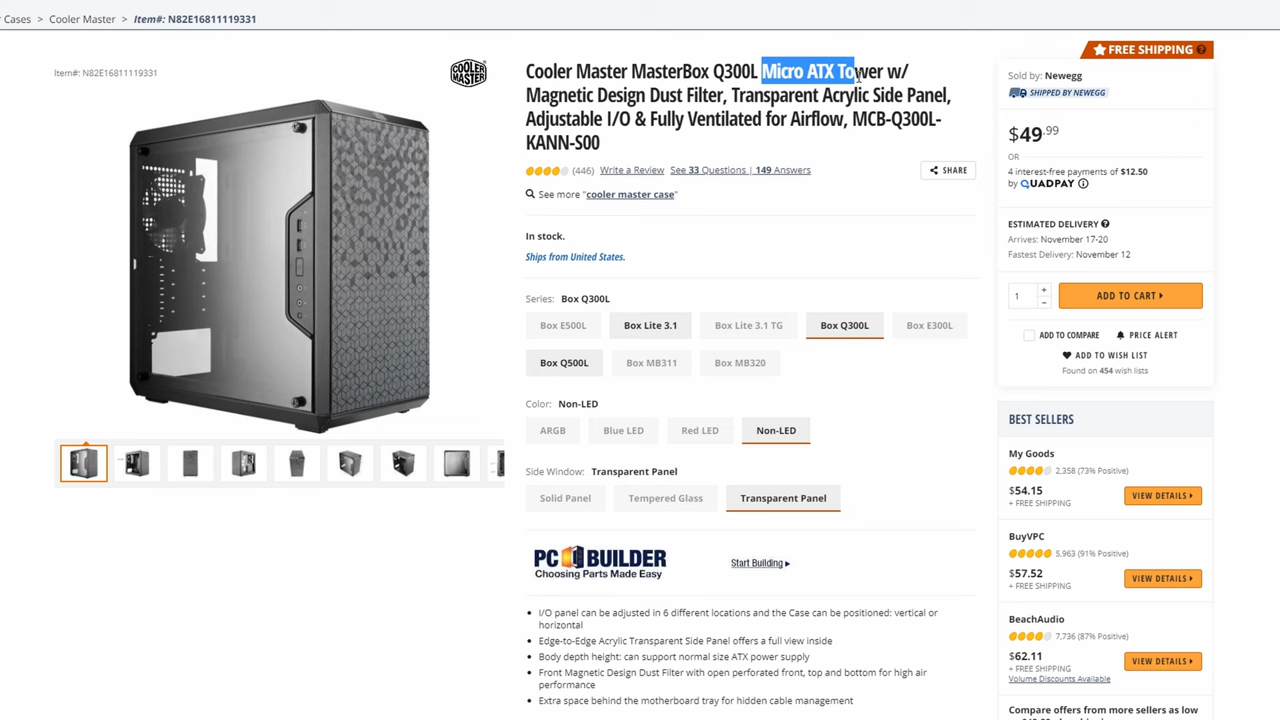 r Cases > Cooler Master > Item#: N82E16811119331
FREE SHIPPING ?
Item#: N82E16811119331
COOLER MASTER
Cooler Master MasterBox Q300L Micro ATX Tower w/
Magnetic Design Dust Filter, Transparent Acrylic Side Panel,
Adjustable I/O & Fully Ventilated for Airflow, MCB-Q300L-
KANN-S00
(446) Write a Review See 33 Questions | 149 Answers
SHARE
See more "cooler master case"
In stock.
Ships from United States.
Series: Box Q300L
Box E500L Box Lite 3.1 Box Lite 3.1 TG Box Q300L Box E300L
Box Q500L Box MB311 Box MB320
Color: Non-LED
ARGB Blue LED Red LED Non-LED
Side Window: Transparent Panel
Solid Panel Tempered Glass Transparent Panel
PC BUILDER
Choosing Parts Made Easy
Start Building
• I/O panel can be adjusted in 6 different locations and the Case can be positioned: vertical or
horizontal
• Edge-to-Edge Acrylic Transparent Side Panel offers a full view inside
• Body depth height: can support normal size ATX power supply
• Front Magnetic Design Dust Filter with open perforated front, top and bottom for high air
performance
• Extra space behind the motherboard tray for hidden cable management
Sold by: Newegg
SHIPPED BY NEWEGG
$49.99
OR
4 interest-free payments of $12.50
by QUADPAY
ESTIMATED DELIVERY ?
Arrives: November 17-20
Fastest Delivery: November 12
1 + −
ADD TO CART
ADD TO COMPARE PRICE ALERT
ADD TO WISH LIST
Found on 454 wish lists
BEST SELLERS
My Goods
2,358 (73% Positive)
$54.15
+ FREE SHIPPING
VIEW DETAILS
BuyVPC
5,963 (91% Positive)
$57.52
+ FREE SHIPPING
VIEW DETAILS
BeachAudio
7,736 (87% Positive)
$62.11
+ FREE SHIPPING
VIEW DETAILS
Volume Discounts Available
Compare offers from more sellers as low